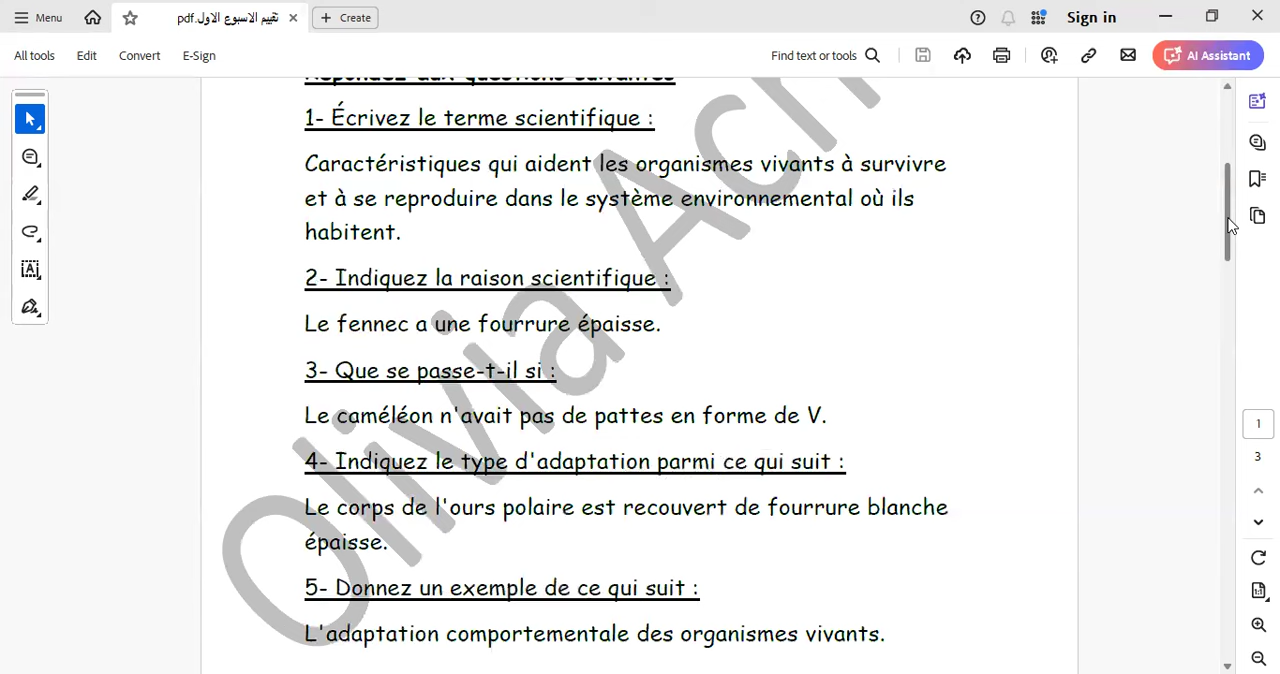 Menu
تقييم الاسبوع الاول.pdf
Create
Sign in
All tools
Edit
Convert
E-Sign
Find text or tools
AI Assistant
Répondez aux questions suivantes
1- Écrivez le terme scientifique :
Caractéristiques qui aident les organismes vivants à survivre
et à se reproduire dans le système environnemental où ils
habitent.
2- Indiquez la raison scientifique :
Le fennec a une fourrure épaisse.
3- Que se passe-t-il si :
Le caméléon n'avait pas de pattes en forme de V.
4- Indiquez le type d'adaptation parmi ce qui suit :
Le corps de l'ours polaire est recouvert de fourrure blanche
épaisse.
5- Donnez un exemple de ce qui suit :
L'adaptation comportementale des organismes vivants.
Olivia
1
3